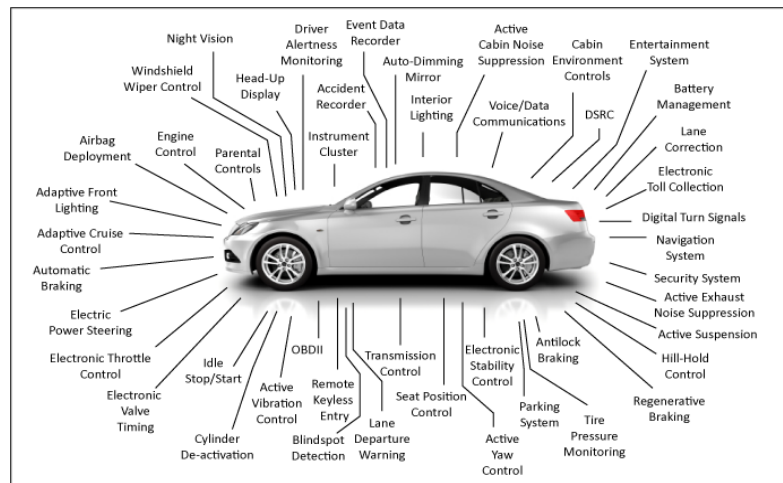 Night Vision
Windshield
Wiper Control
Head-Up
Display
Driver
Alertness
Monitoring
Event Data
Recorder
Accident
Recorder
Auto-Dimming
Mirror
Active
Cabin Noise
Suppression
Cabin
Environment
Controls
Entertainment
System
Battery
Management
Airbag
Deployment
Engine
Control
Parental
Controls
Instrument
Cluster
Interior
Lighting
Voice/Data
Communications
DSRC
Lane
Correction
Electronic
Toll Collection
Adaptive Front
Lighting
Digital Turn Signals
Adaptive Cruise
Control
Navigation
System
Automatic
Braking
Security System
Electric
Power Steering
Active Exhaust
Noise Suppression
Active Suspension
Electronic Throttle
Control
Idle
Stop/Start
OBDII
Transmission
Control
Electronic
Stability
Control
Antilock
Braking
Hill-Hold
Control
Electronic
Valve
Timing
Active
Vibration
Control
Remote
Keyless
Entry
Seat Position
Control
Parking
System
Regenerative
Braking
Cylinder
De-activation
Blindspot
Detection
Lane
Departure
Warning
Active
Yaw
Control
Tire
Pressure
Monitoring